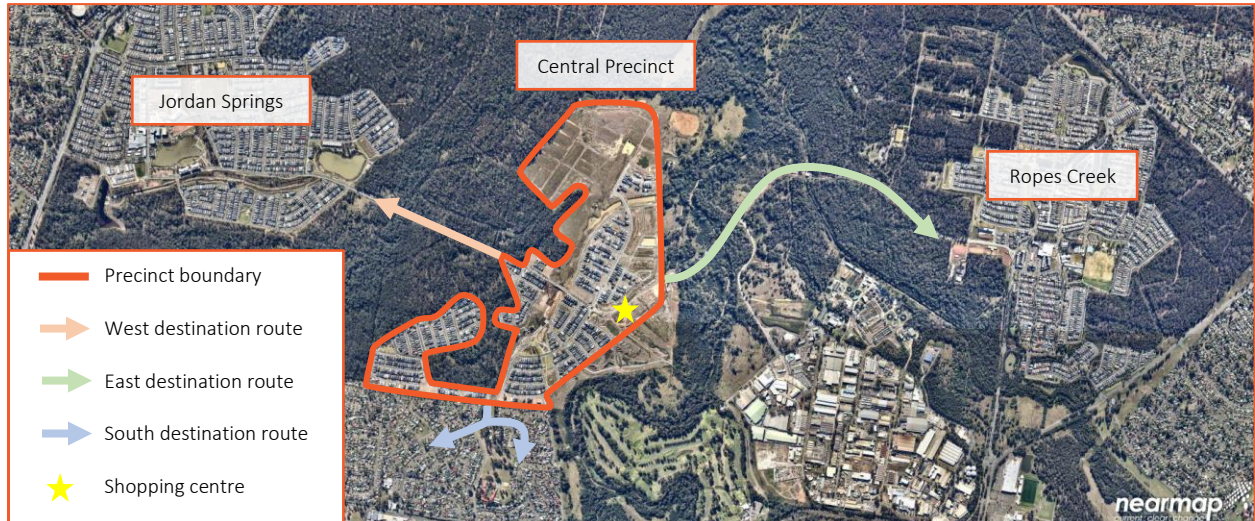 Central Precinct
Jordan Springs
Ropes Creek
Precinct boundary
West destination route
East destination route
South destination route
Shopping centre
nearmap